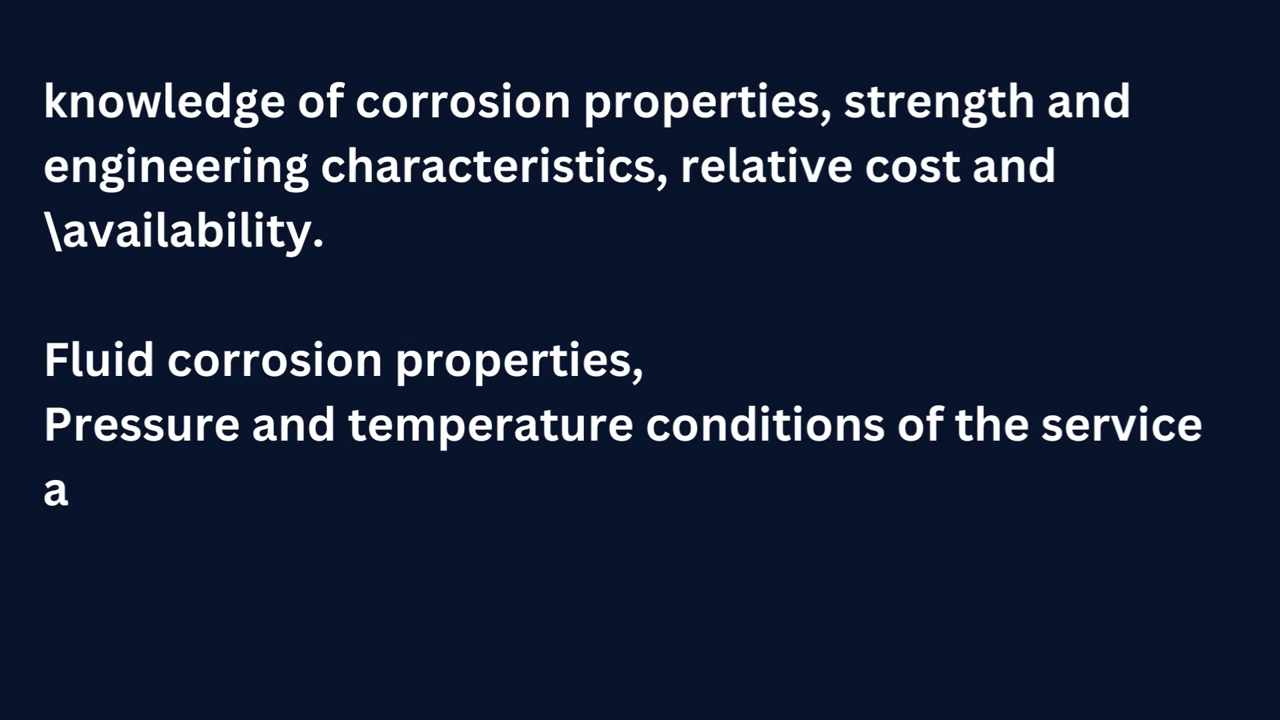 knowledge of corrosion properties, strength and
engineering characteristics, relative cost and
\availability.
Fluid corrosion properties,
Pressure and temperature conditions of the service
a